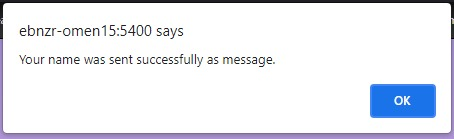 ebnzr-omen15:5400 says
Your name was sent successfully as message.
OK